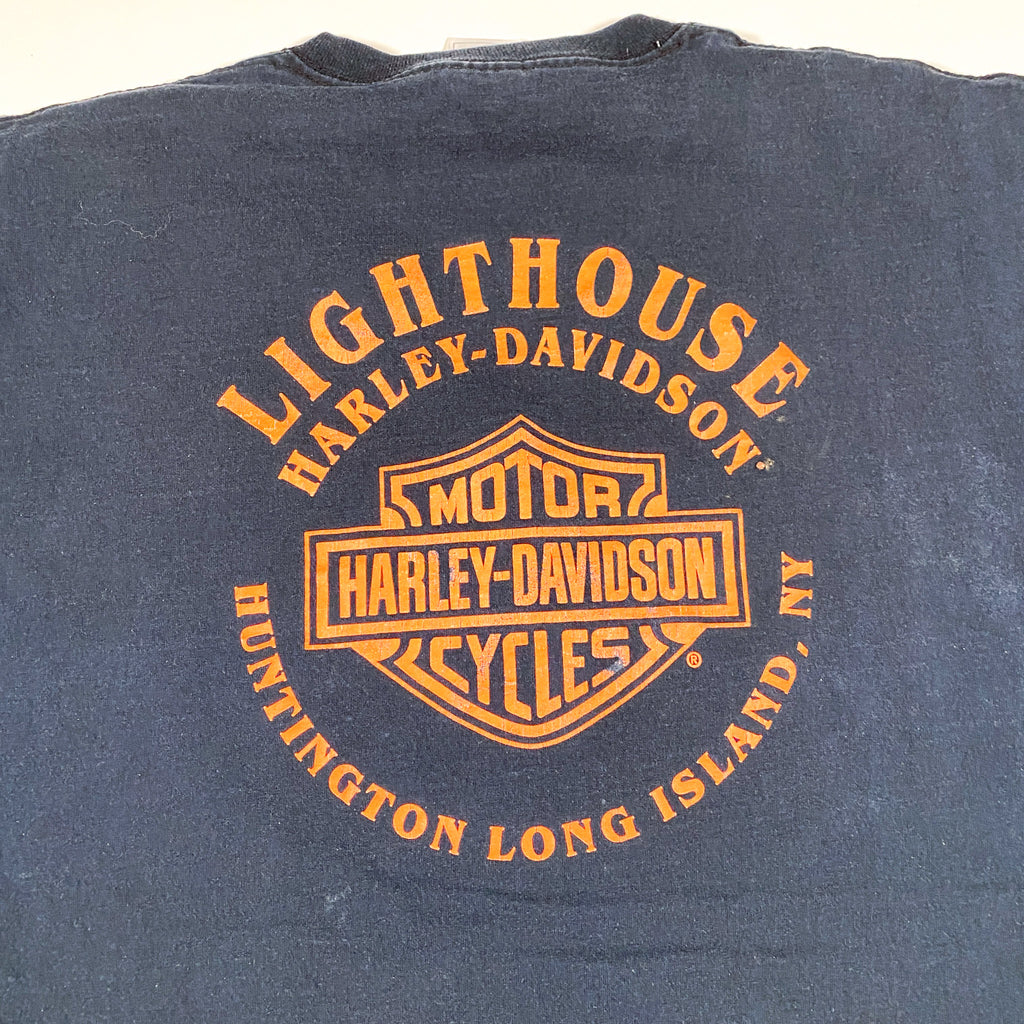 LIGHTHOUSE
HARLEY-DAVIDSON®
MOTOR
HARLEY-DAVIDSON
CYCLES
®
HUNTINGTON LONG ISLAND, NY